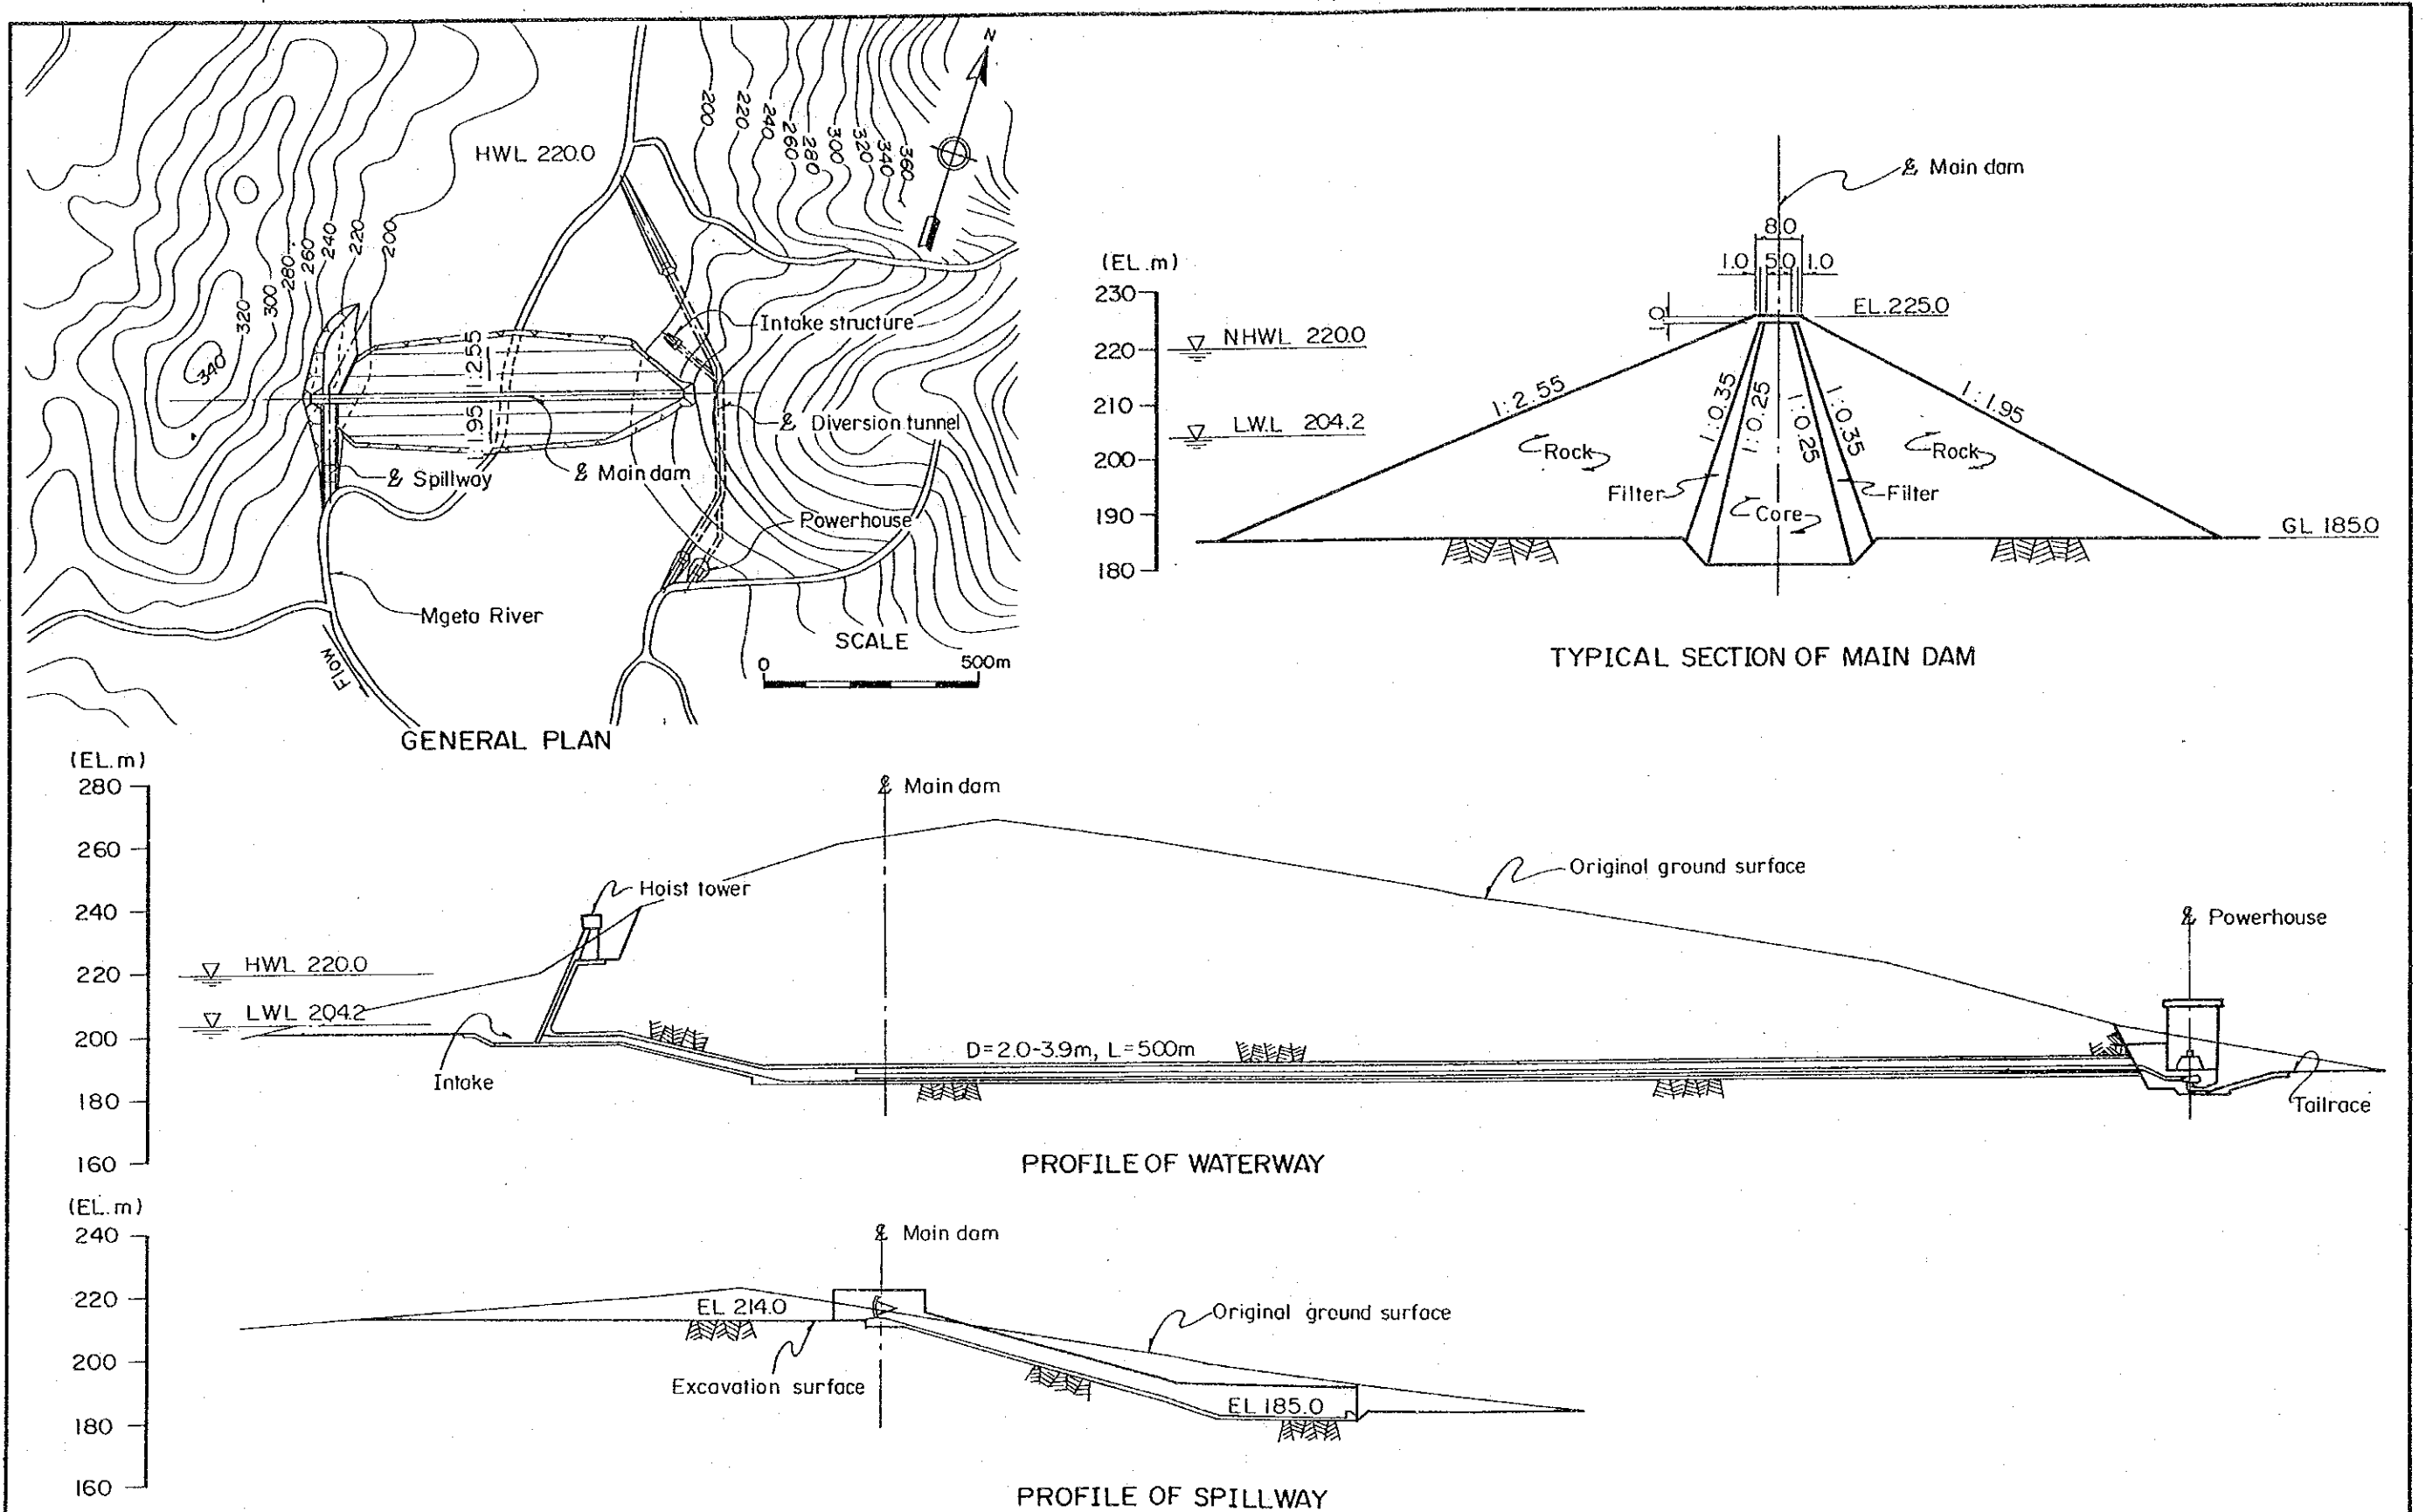 N
HWL 220.0
200
220
240
260
280
300
320
340
360
200
220
240
260
280
300
320
340
1:2.55
1:1.95
Intake structure
℄ Diversion tunnel
℄ Main dam
℄ Spillway
Powerhouse
Mgeta River
Flow
SCALE
0 500m
GENERAL PLAN
℄ Main dam
8.0
1.0 5.0 1.0
1.0
EL.225.0
(EL.m)
230
220
210
200
190
180
NHWL 220.0
L.W.L 204.2
1:2.55
1:0.35
1:0.25
1:0.25
1:0.35
1:1.95
Rock
Rock
Filter
Filter
Core
GL 185.0
TYPICAL SECTION OF MAIN DAM
(EL.m)
280
260
240
220
200
180
160
℄ Main dam
Hoist tower
Original ground surface
℄ Powerhouse
HWL 220.0
LWL 204.2
Intake
D=2.0-3.9m, L=500m
Tailrace
PROFILE OF WATERWAY
(EL.m)
240
220
200
180
160
℄ Main dam
EL 214.0
Original ground surface
Excavation surface
EL 185.0
PROFILE OF SPILLWAY